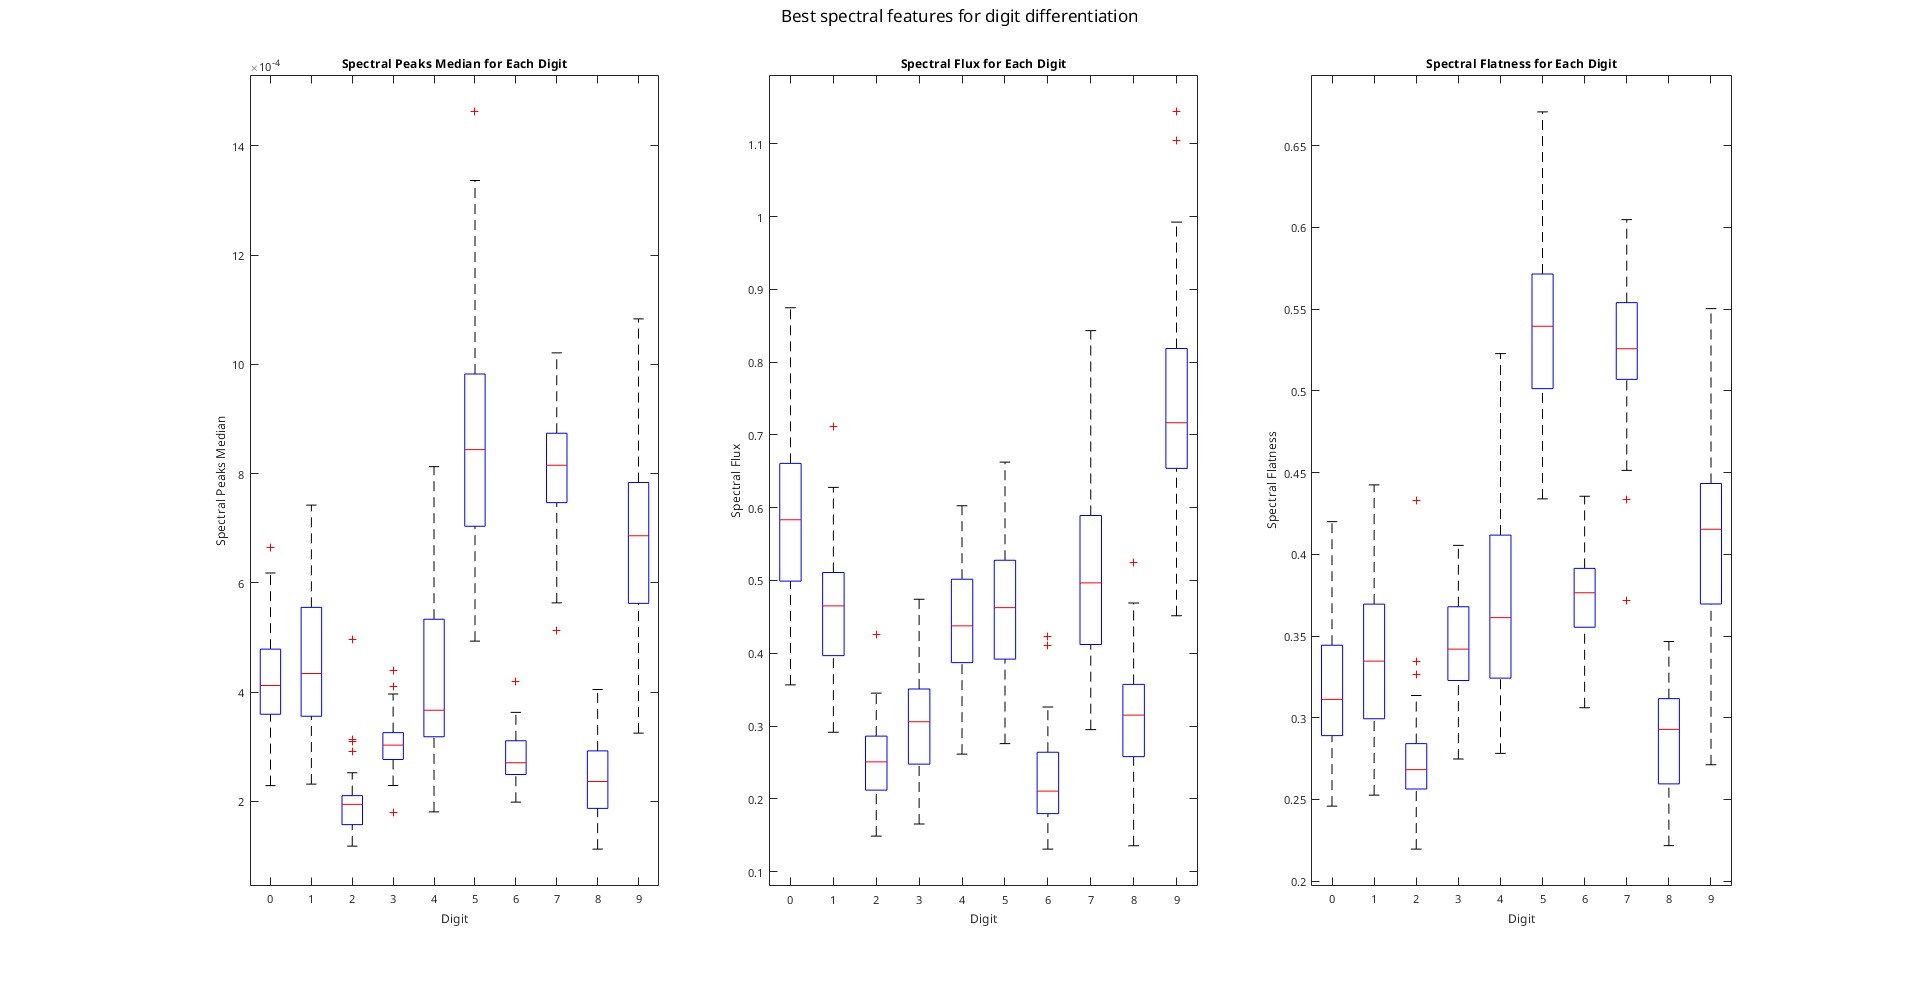 Best spectral features for digit differentiation
Spectral Peaks Median for Each Digit
×10⁻⁴
14
12
10
8
6
4
2
Spectral Peaks Median
0 1 2 3 4 5 6 7 8 9
Digit
Spectral Flux for Each Digit
1.1
1
0.9
0.8
0.7
0.6
0.5
0.4
0.3
0.2
0.1
Spectral Flux
0 1 2 3 4 5 6 7 8 9
Digit
Spectral Flatness for Each Digit
0.65
0.6
0.55
0.5
0.45
0.4
0.35
0.3
0.25
0.2
Spectral Flatness
0 1 2 3 4 5 6 7 8 9
Digit